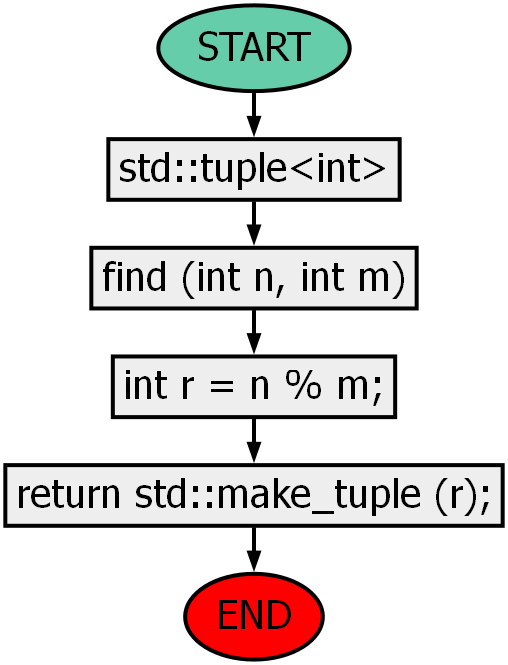 START
std::tuple<int>
find (int n, int m)
int r = n % m;
return std::make_tuple (r);
END